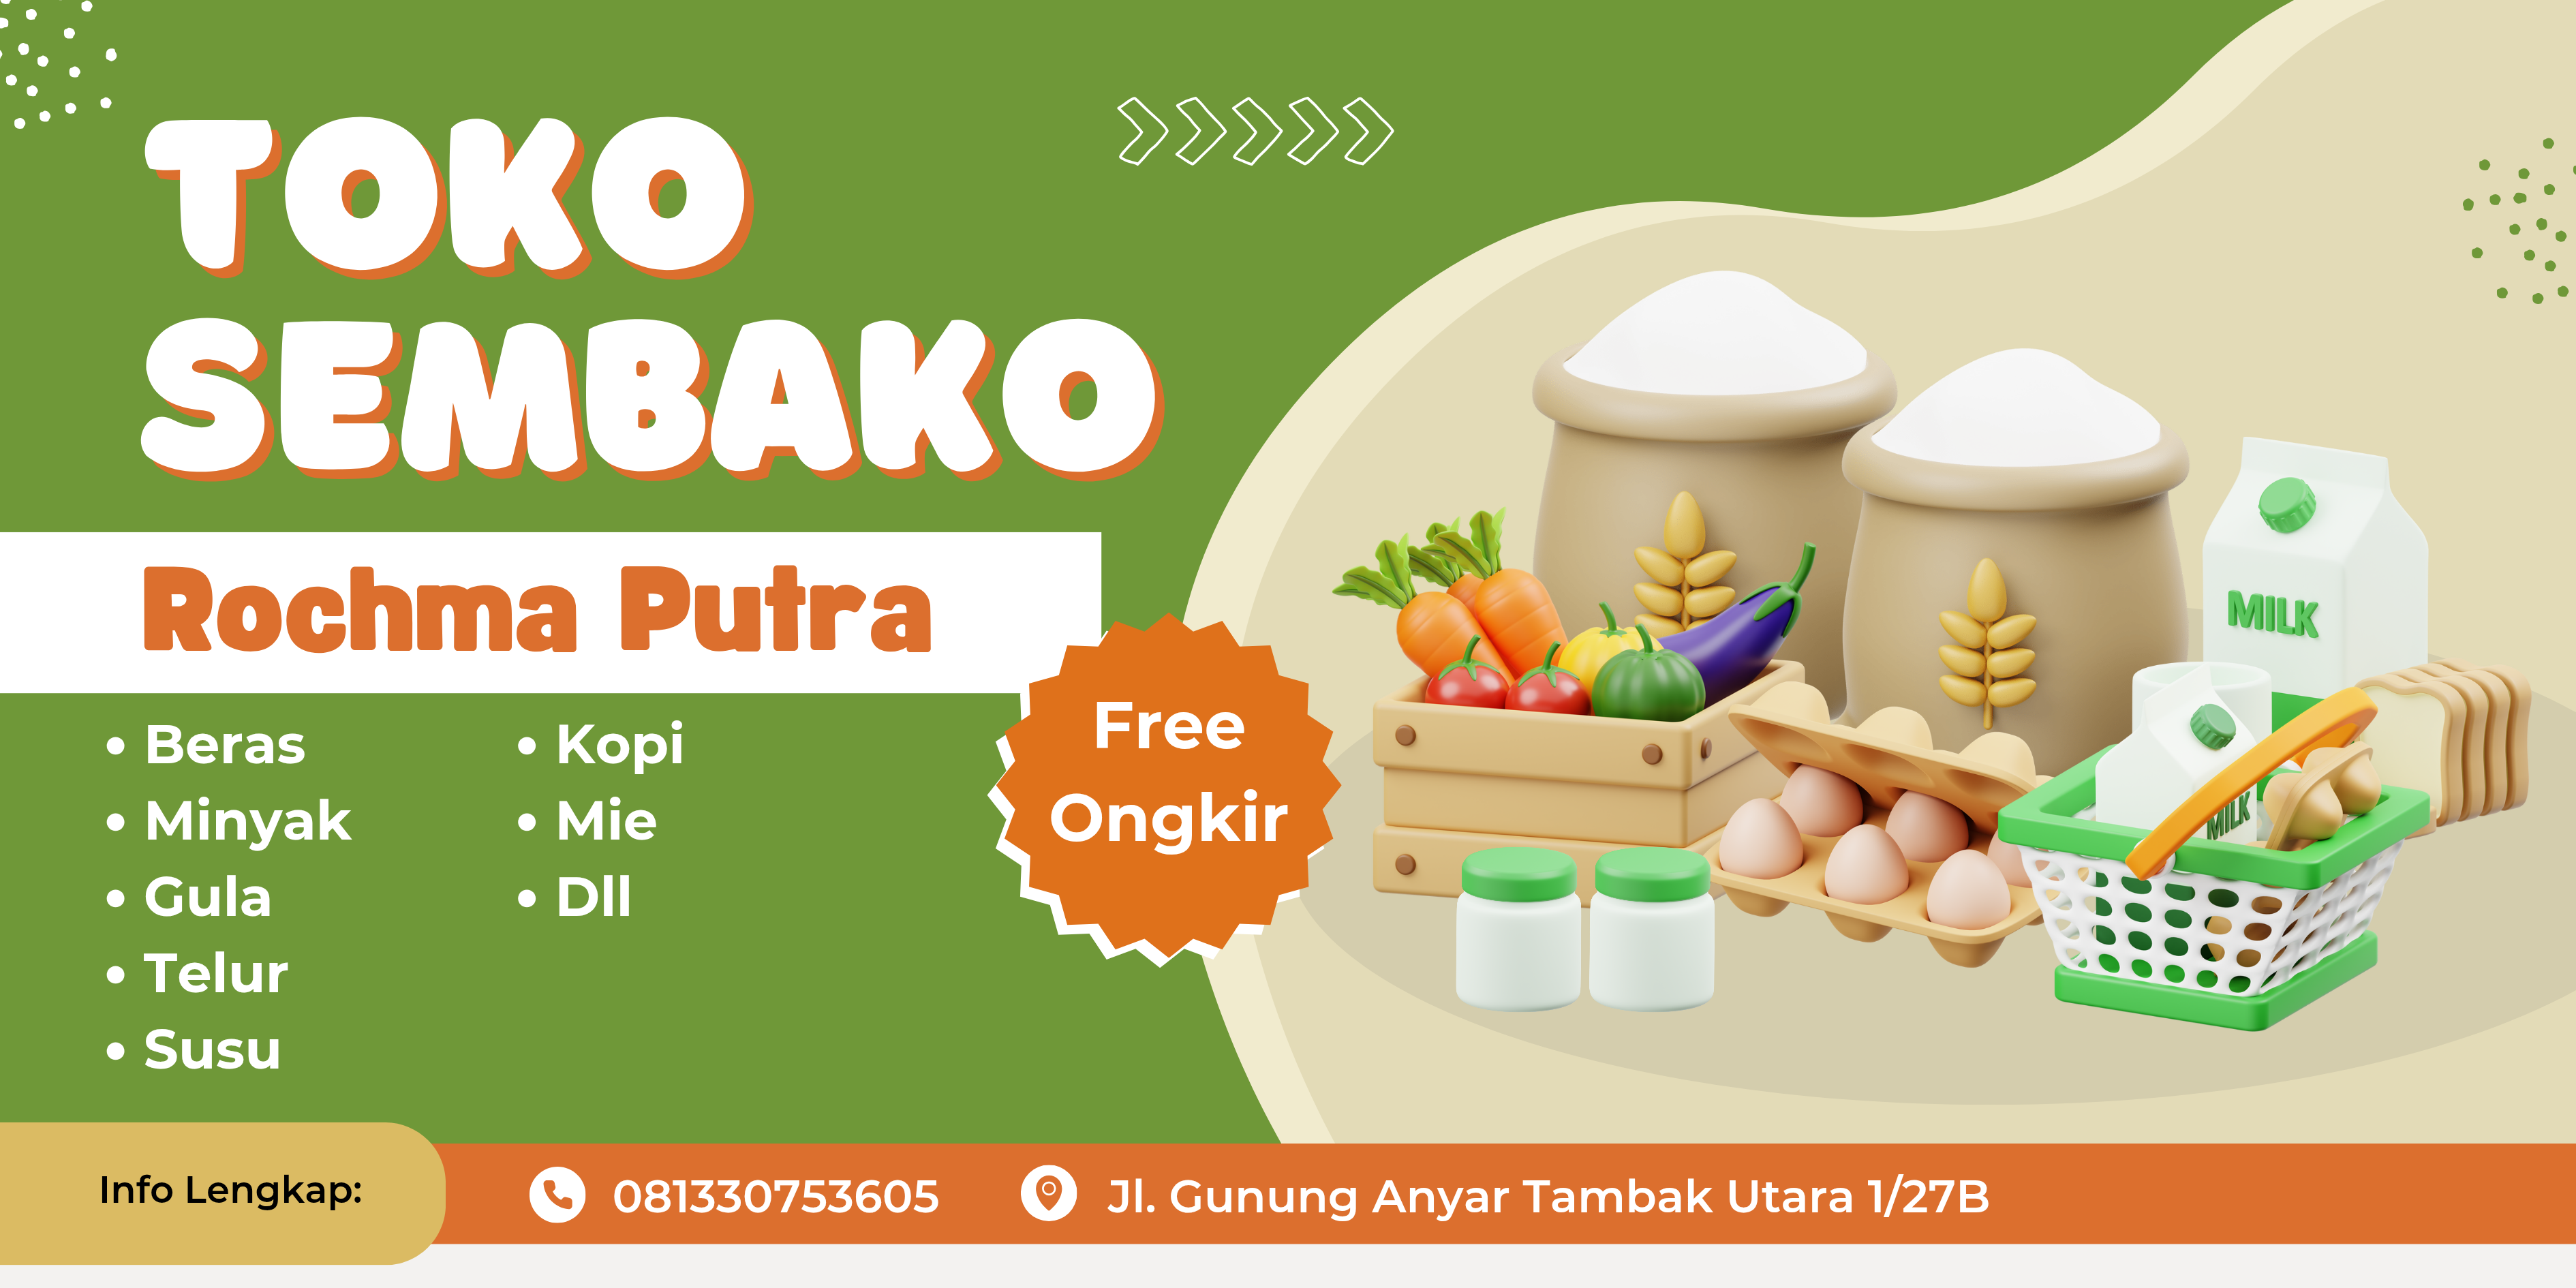 TOKO
SEMBAKO
Rochma Putra
• Beras
• Minyak
• Gula
• Telur
• Susu
• Kopi
• Mie
• Dll
Free
Ongkir
MILK
MILK
Info Lengkap:
081330753605
Jl. Gunung Anyar Tambak Utara 1/27B